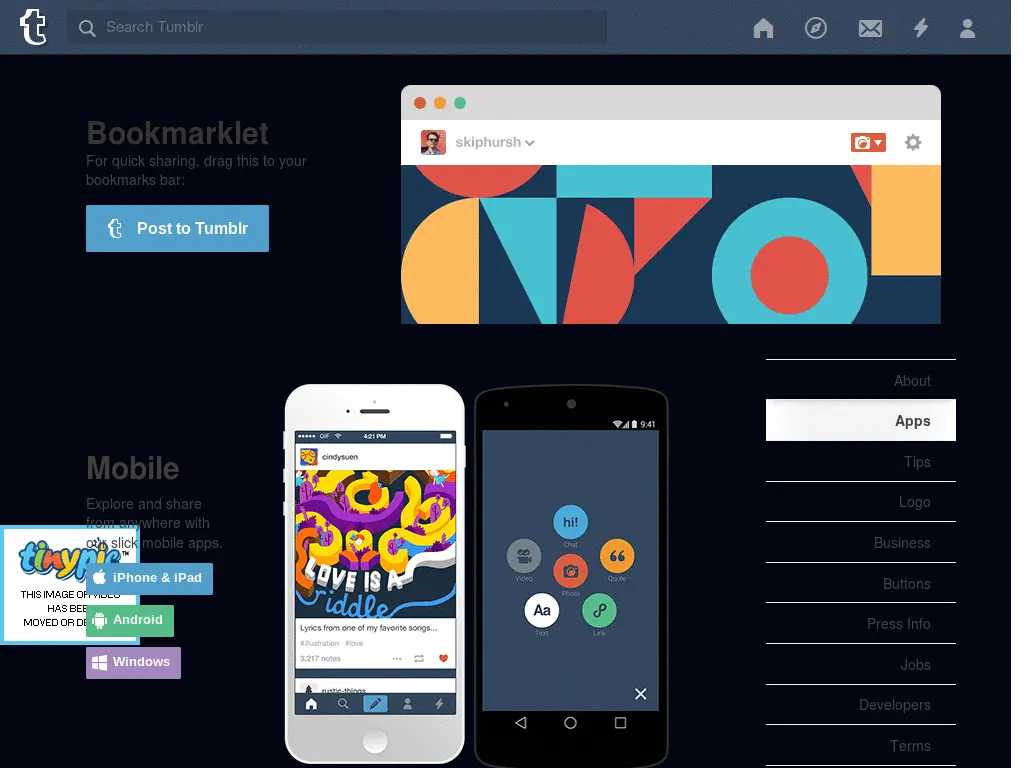 Search Tumblr
Bookmarklet
For quick sharing, drag this to your
bookmarks bar:
Post to Tumblr
skiphursh
Mobile
Explore and share
from anywhere with
our slick mobile apps.
tinypic™
THIS IMAGE OR VIDEO
HAS BEE
MOVED OR DE
iPhone & iPad
Android
Windows
GIF
4:21 PM
cindysuen
LOVE IS A
riddle
Lyrics from one of my favorite songs...
#illustration #love
3,217 notes
rustic-things
9:41
hi!
Chat
Video
Photo
Quote
Aa
Text
Link
About
Apps
Tips
Logo
Business
Buttons
Press Info
Jobs
Developers
Terms